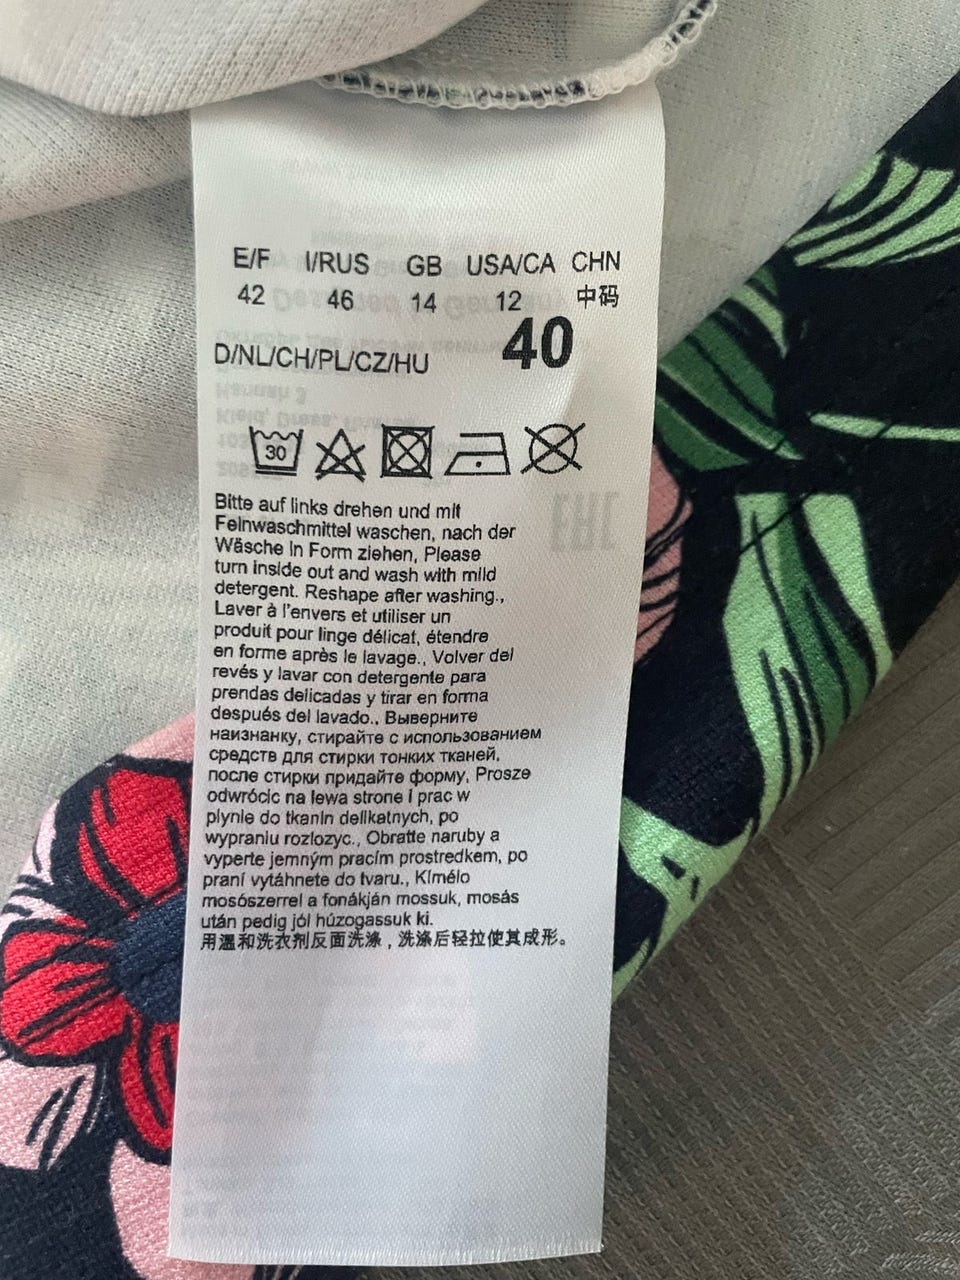 E/F I/RUS GB USA/CA CHN
42 46 14 12 中码
D/NL/CH/PL/CZ/HU 40
30
Bitte auf links drehen und mit
Feinwaschmittel waschen, nach der
Wäsche in Form ziehen, Please
turn inside out and wash with mild
detergent. Reshape after washing.,
Laver à l'envers et utiliser un
produit pour linge délicat, étendre
en forme après le lavage., Volver del
revés y lavar con detergente para
prendas delicadas y tirar en forma
después del lavado., Выверните
наизнанку, стирайте с использованием
средств для стирки тонких тканей,
после стирки придайте форму, Prosze
odwrócic na lewa strone i prac w
plynie do tkanin delikatnych, po
wypraniu rozlozyc., Obratte naruby a
vyperte jemným pracím prostredkem, po
praní vytáhnete do tvaru., Kímélo
mosószerrel a fonákján mossuk, mosás
után pedig jól húzogassuk ki.
用温和洗衣剂反面洗涤，洗涤后轻拉使其成形。